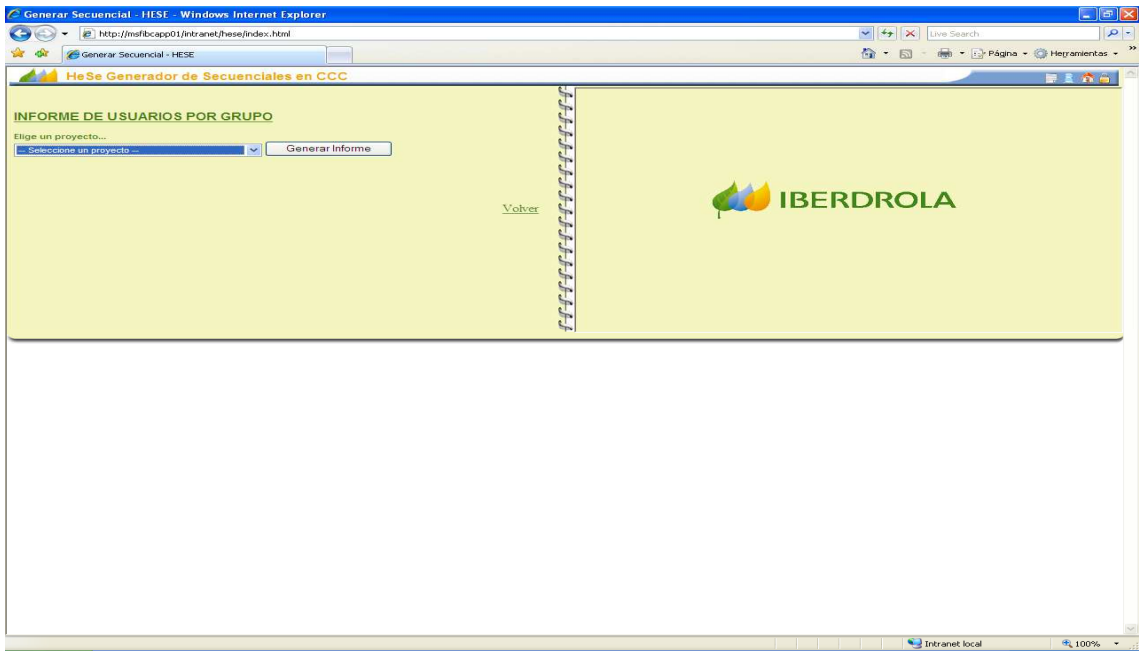 Generar Secuencial - HESE - Windows Internet Explorer
http://msfibcapp01/intranet/hese/index.html
Live Search
Generar Secuencial - HESE
Página
Herramientas
HeSe Generador de Secuenciales en CCC
INFORME DE USUARIOS POR GRUPO
Elige un proyecto...
-- Seleccione un proyecto --
Generar Informe
Volver
IBERDROLA
Intranet local
100%